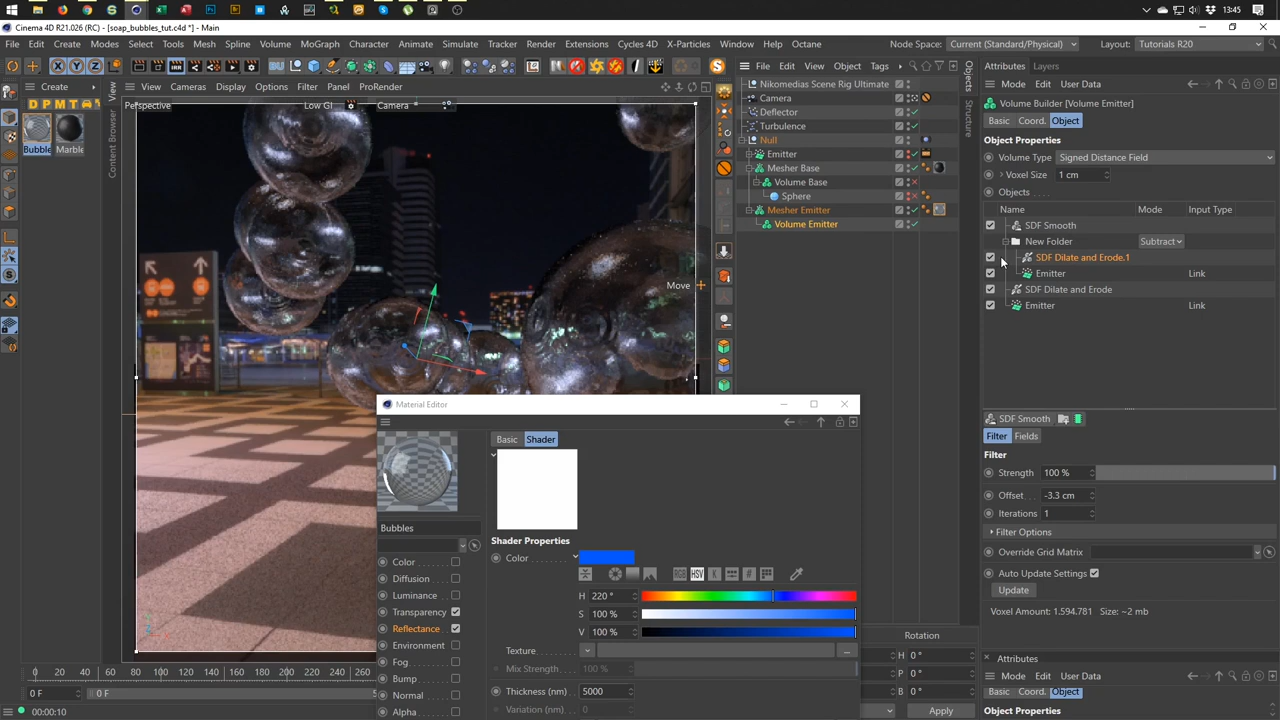 13:45
Cinema 4D R21.026 (RC) - [soap_bubbles_tut.c4d *] - Main
File Edit Create Modes Select Tools Mesh Spline Volume MoGraph Character Animate Simulate Tracker Render Extensions Cycles 4D X-Particles Window Help Octane Node Space: Current (Standard/Physical) Layout: Tutorials R20
X Y Z
Create
View Cameras Display Options Filter Panel ProRender
File Edit View Object Tags
Attributes Layers
Mode Edit User Data
D P M T
Bubble Marble
Content Browser View
Perspective Low GI Camera
Objects Structure
Nikomedias Scene Rig Ultimate
Camera
Deflector
Turbulence
Null
Emitter
Mesher Base
Volume Base
Sphere
Mesher Emitter
Volume Emitter
Volume Builder [Volume Emitter]
Basic Coord. Object
Object Properties
Volume Type Signed Distance Field
Voxel Size 1 cm
Objects
Name Mode Input Type
SDF Smooth
New Folder Subtract
SDF Dilate and Erode.1
Emitter Link
SDF Dilate and Erode
Emitter Link
Move
SDF Smooth
Filter Fields
Filter
Strength 100 %
Offset -3.3 cm
Iterations 1
Filter Options
Override Grid Matrix
Auto Update Settings
Update
Voxel Amount: 1.594.781 Size: ~2 mb
Material Editor
Basic Shader
Shader Properties
Color
RGB HSV K #
H 220 °
S 100 %
V 100 %
Texture
Mix Strength 100 %
Thickness (nm) 5000
Variation (nm) 0
Bubbles
Color
Diffusion
Luminance
Transparency
Reflectance
Environment
Fog
Bump
Normal
Alpha
0 20 40 60 80 100 120 140 160 180 200 220 240
0 F 0 F
00:00:10
Rotation
H 0 °
P 0 °
B 0 °
Apply
Attributes
Mode Edit User Data
Basic Coord. Object
Object Properties